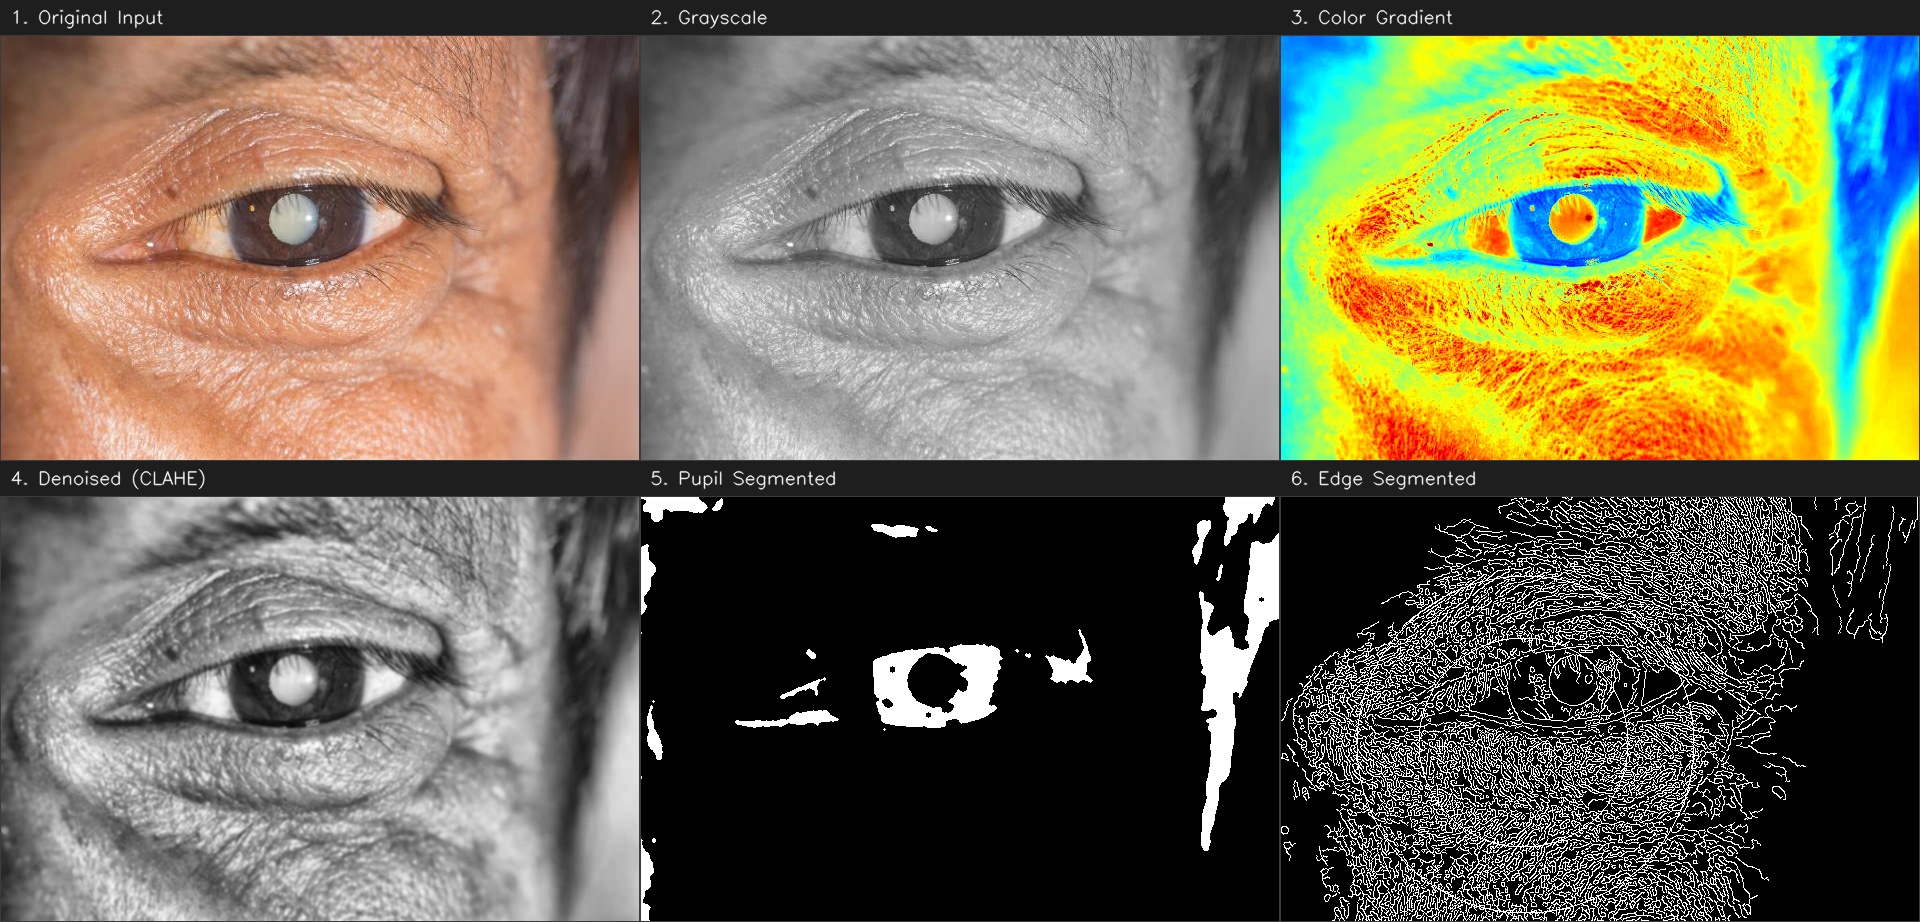 1. Original Input
2. Grayscale
3. Color Gradient
4. Denoised (CLAHE)
5. Pupil Segmented
6. Edge Segmented